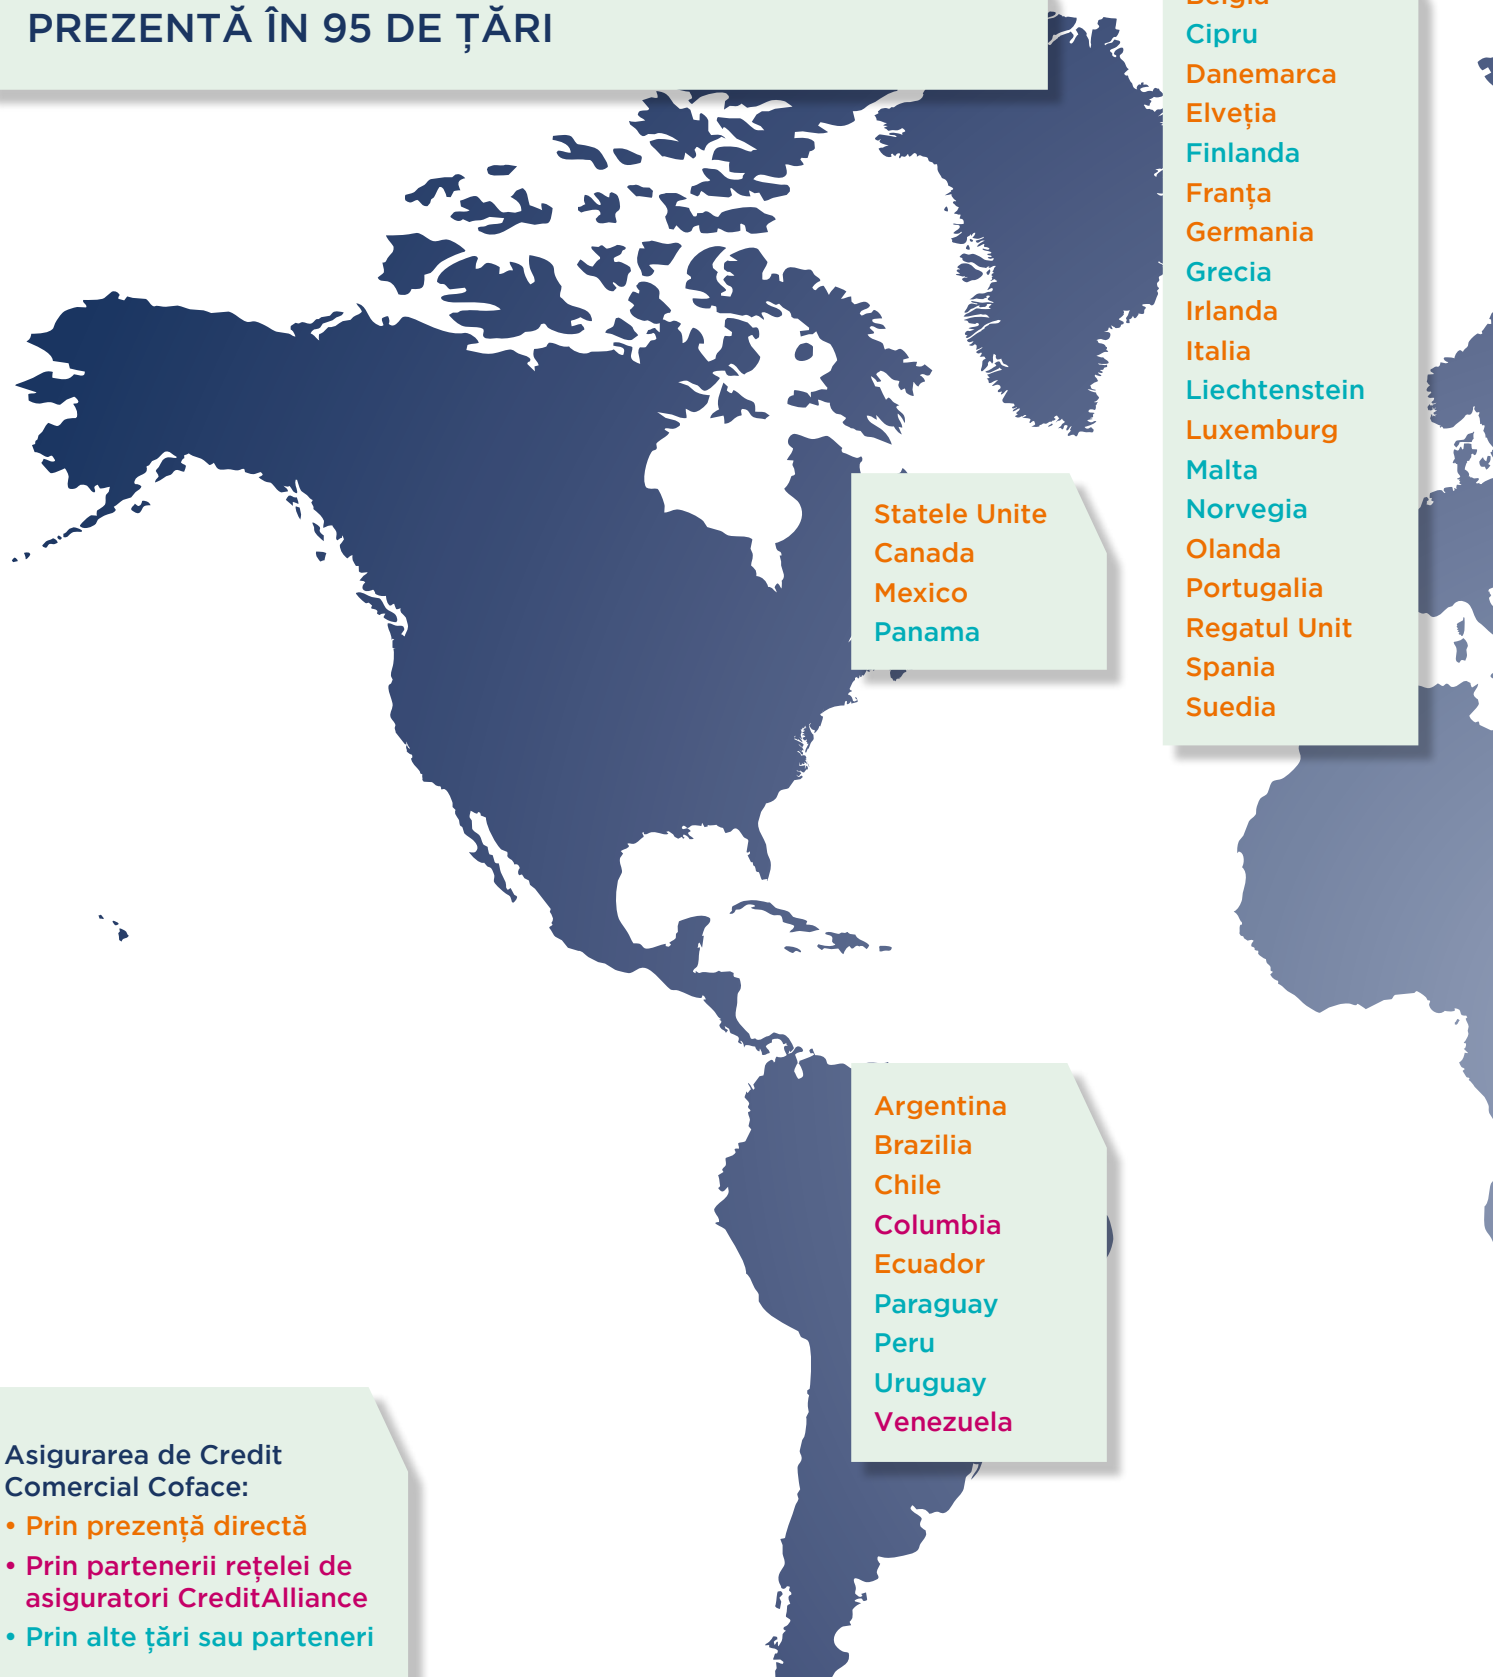 PREZENTĂ ÎN 95 DE ȚĂRI
Belgia
Cipru
Danemarca
Elveția
Finlanda
Franța
Germania
Grecia
Irlanda
Italia
Liechtenstein
Luxemburg
Malta
Norvegia
Olanda
Portugalia
Regatul Unit
Spania
Suedia
Statele Unite
Canada
Mexico
Panama
Argentina
Brazilia
Chile
Columbia
Ecuador
Paraguay
Peru
Uruguay
Venezuela
Asigurarea de Credit
Comercial Coface:
• Prin prezență directă
• Prin partenerii rețelei de
asiguratori CreditAlliance
• Prin alte țări sau parteneri